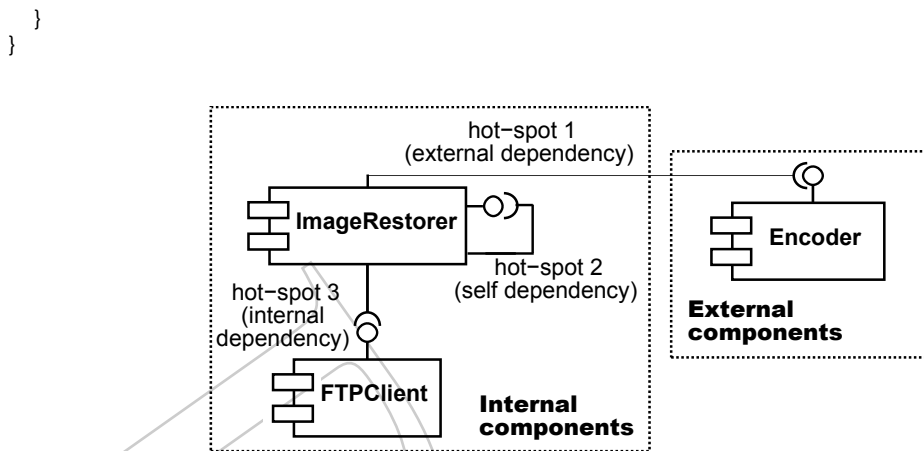 }
}
hot−spot 1
(external dependency)
ImageRestorer
Encoder
hot−spot 2
(self dependency)
hot−spot 3
(internal
dependency)
External
components
FTPClient
Internal
components